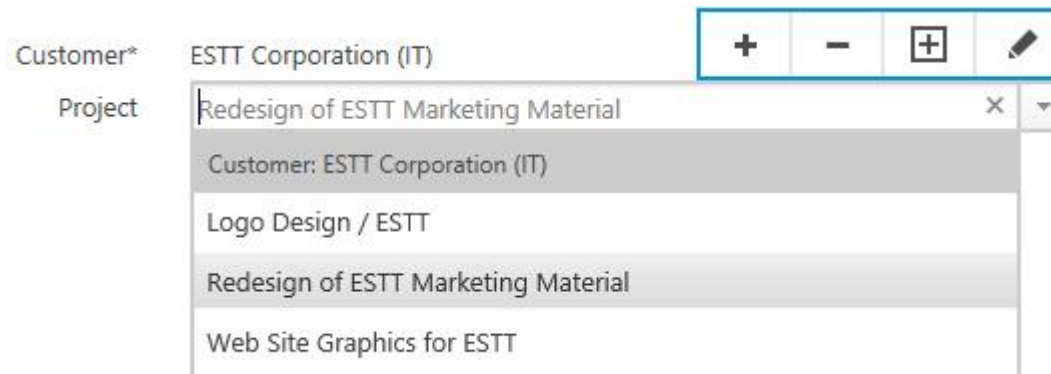 Customer* ESTT Corporation (IT)
Project Redesign of ESTT Marketing Material
Customer: ESTT Corporation (IT)
Logo Design / ESTT
Redesign of ESTT Marketing Material
Web Site Graphics for ESTT